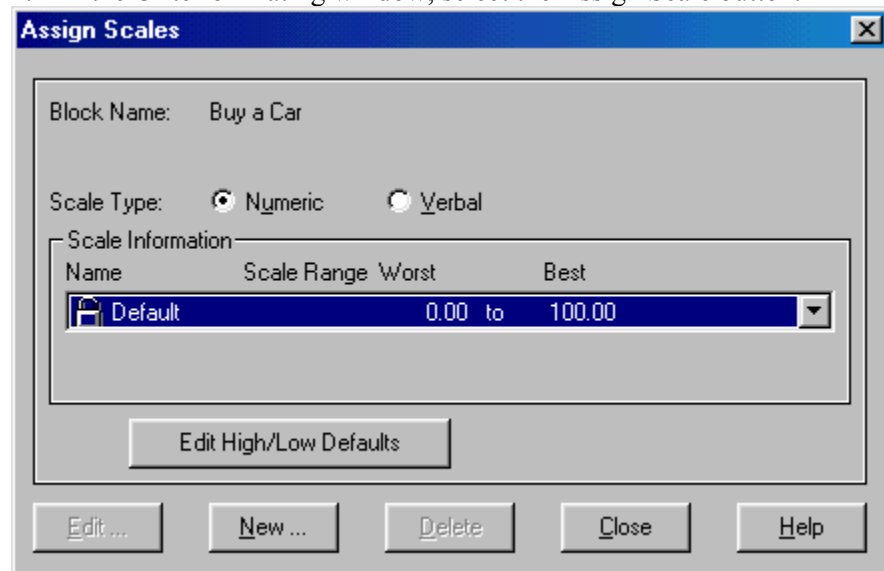 Assign Scales
Block Name: Buy a Car
Scale Type: Numeric Verbal
Scale Information
Name Scale Range Worst Best
Default 0.00 to 100.00
Edit High/Low Defaults
Edit ... New ... Delete Close Help